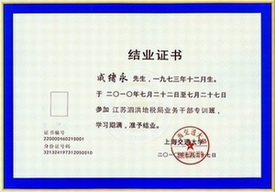 结业证书
成绪永 先生，一九七三年十二月生。
于二〇一〇年七月二十二日至七月二十七日
参加 江苏泗洪地税局业务干部专训班，
学习期满，准予结业。
证书编号
身份证号码
上海交通大学